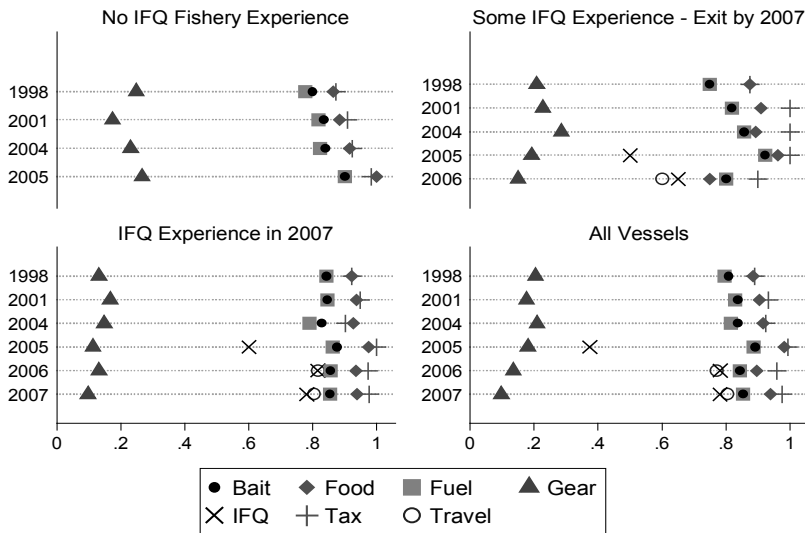 No IFQ Fishery Experience
1998
2001
2004
2005
Some IFQ Experience - Exit by 2007
1998
2001
2004
2005
2006
IFQ Experience in 2007
1998
2001
2004
2005
2006
2007
0 .2 .4 .6 .8 1
All Vessels
1998
2001
2004
2005
2006
2007
0 .2 .4 .6 .8 1
Bait Food Fuel Gear
IFQ Tax Travel